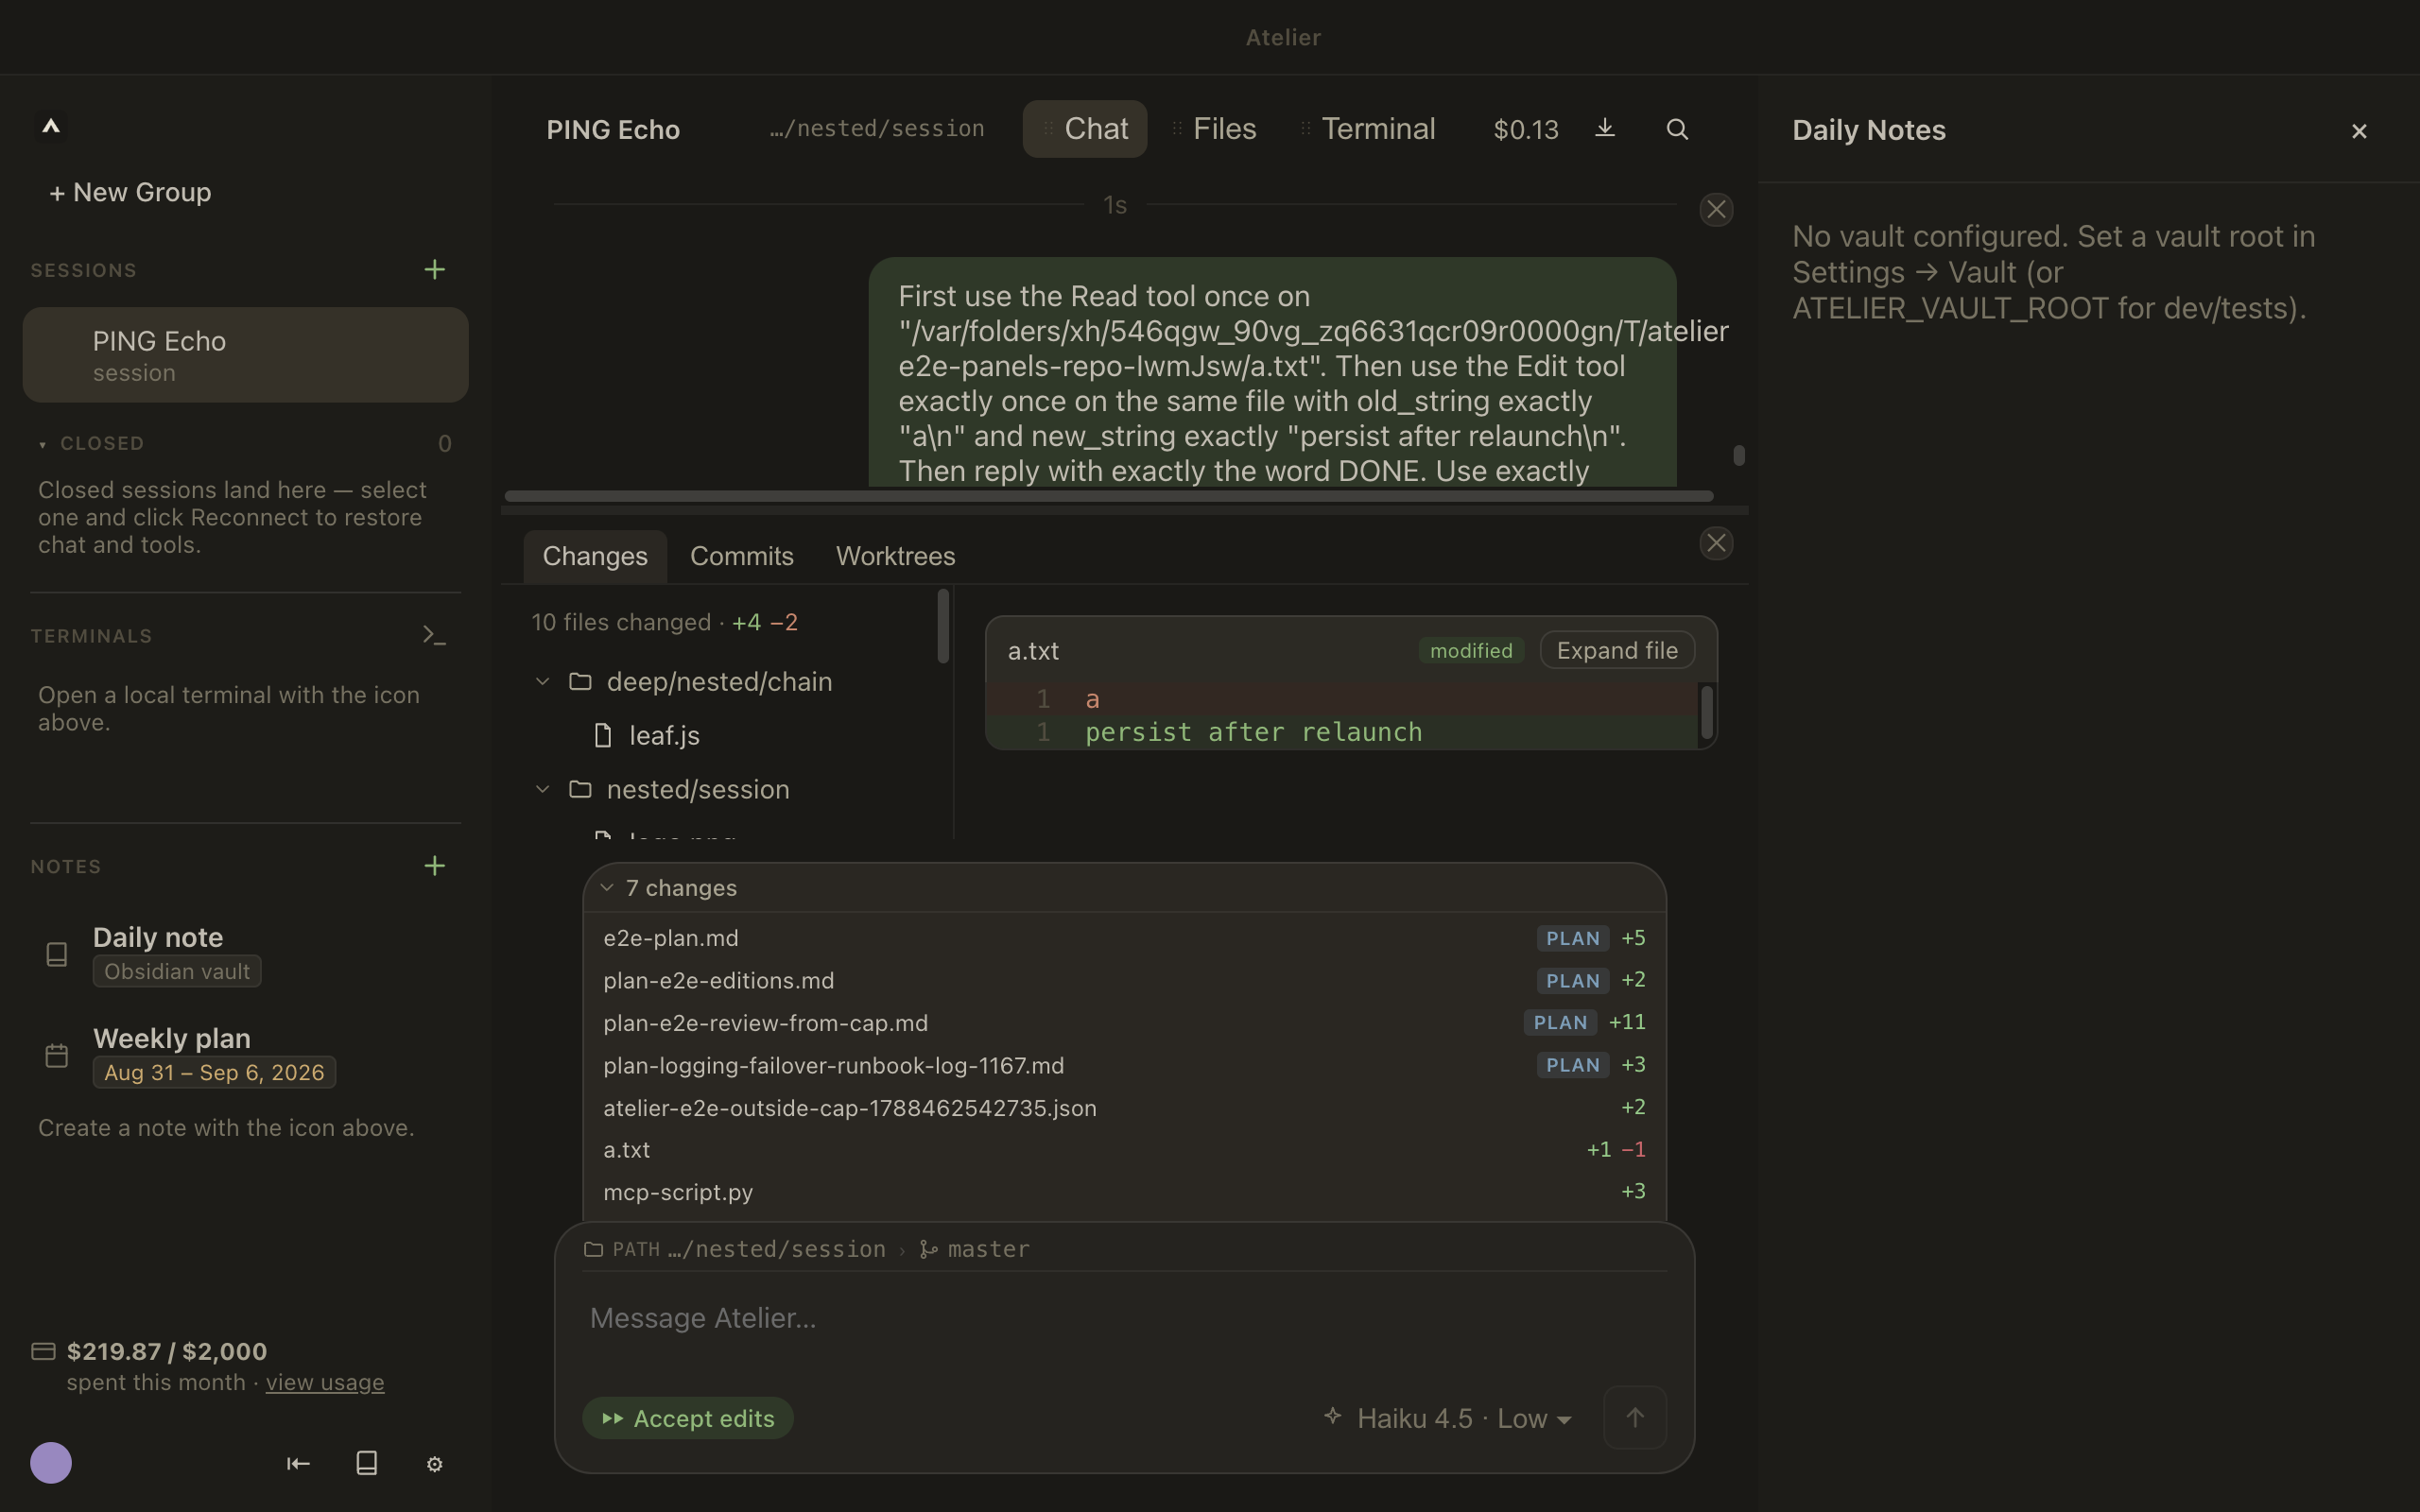 Atelier
+ New Group
SESSIONS
PING Echo
session
CLOSED 0
Closed sessions land here — select
one and click Reconnect to restore
chat and tools.
TERMINALS
Open a local terminal with the icon
above.
NOTES
Daily note
Obsidian vault
Weekly plan
Aug 31 – Sep 6, 2026
Create a note with the icon above.
$219.87 / $2,000
spent this month · view usage
PING Echo …/nested/session Chat Files Terminal $0.13
1s
First use the Read tool once on
"/var/folders/xh/546qgw_90vg_zq6631qcr09r0000gn/T/atelier
e2e-panels-repo-lwmJsw/a.txt". Then use the Edit tool
exactly once on the same file with old_string exactly
"a\n" and new_string exactly "persist after relaunch\n".
Then reply with exactly the word DONE. Use exactly
Changes Commits Worktrees
10 files changed · +4 −2
deep/nested/chain
leaf.js
nested/session
a.txt modified Expand file
1 a
1 persist after relaunch
7 changes
e2e-plan.md PLAN +5
plan-e2e-editions.md PLAN +2
plan-e2e-review-from-cap.md PLAN +11
plan-logging-failover-runbook-log-1167.md PLAN +3
atelier-e2e-outside-cap-1788462542735.json +2
a.txt +1 −1
mcp-script.py +3
PATH …/nested/session › master
Message Atelier...
Accept edits Haiku 4.5 · Low
Daily Notes
No vault configured. Set a vault root in
Settings → Vault (or
ATELIER_VAULT_ROOT for dev/tests).